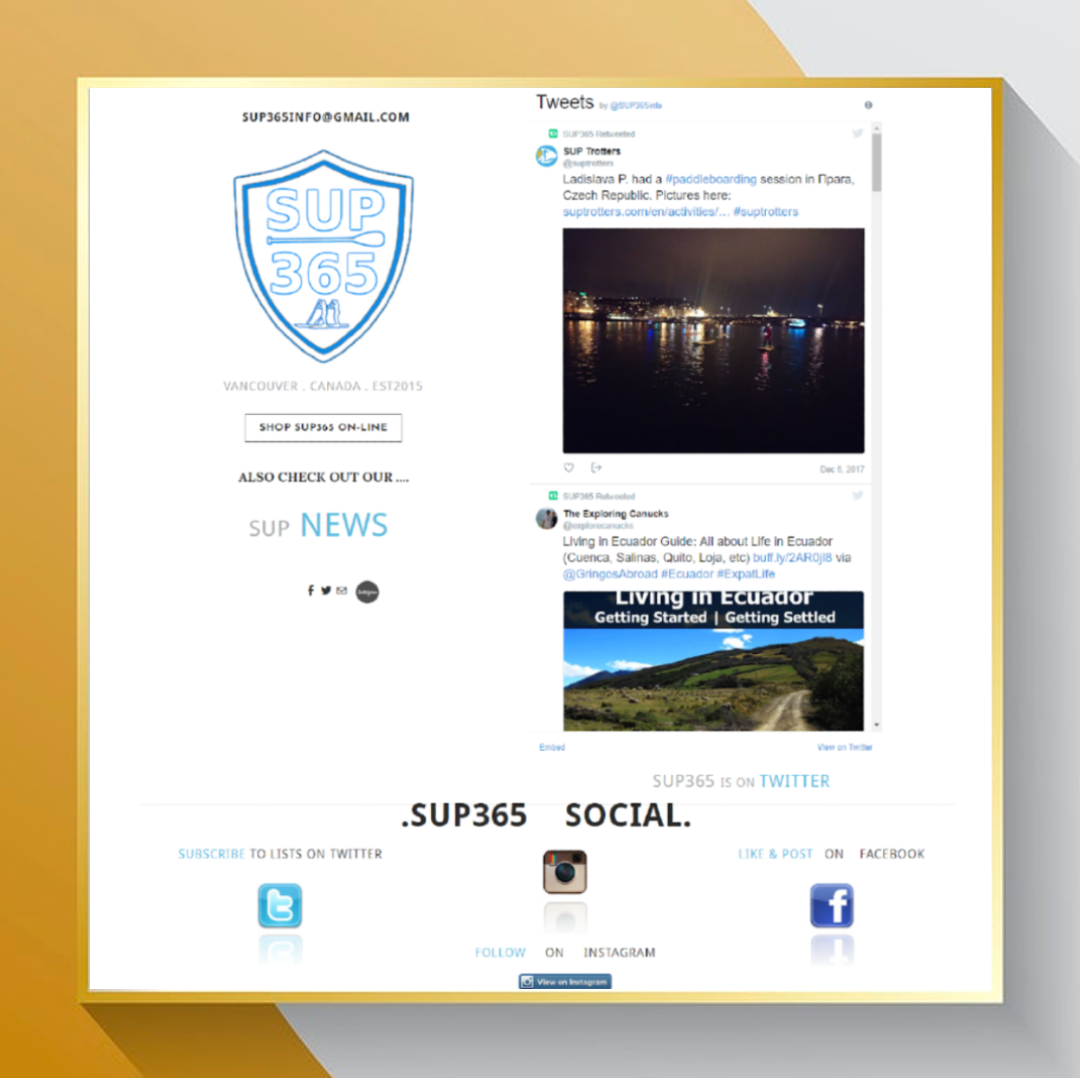 SUP365INFO@GMAIL.COM
SUP
365
VANCOUVER . CANADA . EST2015
SHOP SUP365 ON-LINE
ALSO CHECK OUT OUR ....
SUP NEWS
Tweets by @SUP365info
SUP365 Retweeted
SUP Trotters
@suptrotters
Ladislava P. had a #paddleboarding session in Прага,
Czech Republic. Pictures here:
suptrotters.com/en/activities/… #suptrotters
Dec 6, 2017
SUP365 Retweeted
The Exploring Canucks
@explorecanucks
Living in Ecuador Guide: All about Life in Ecuador
(Cuenca, Salinas, Quito, Loja, etc) buff.ly/2AR0jI8 via
@GringosAbroad #Ecuador #ExpatLife
Living in Ecuador
Getting Started | Getting Settled
Embed
View on Twitter
SUP365 IS ON TWITTER
.SUP365 SOCIAL.
SUBSCRIBE TO LISTS ON TWITTER
LIKE & POST ON FACEBOOK
FOLLOW ON INSTAGRAM
View on Instagram